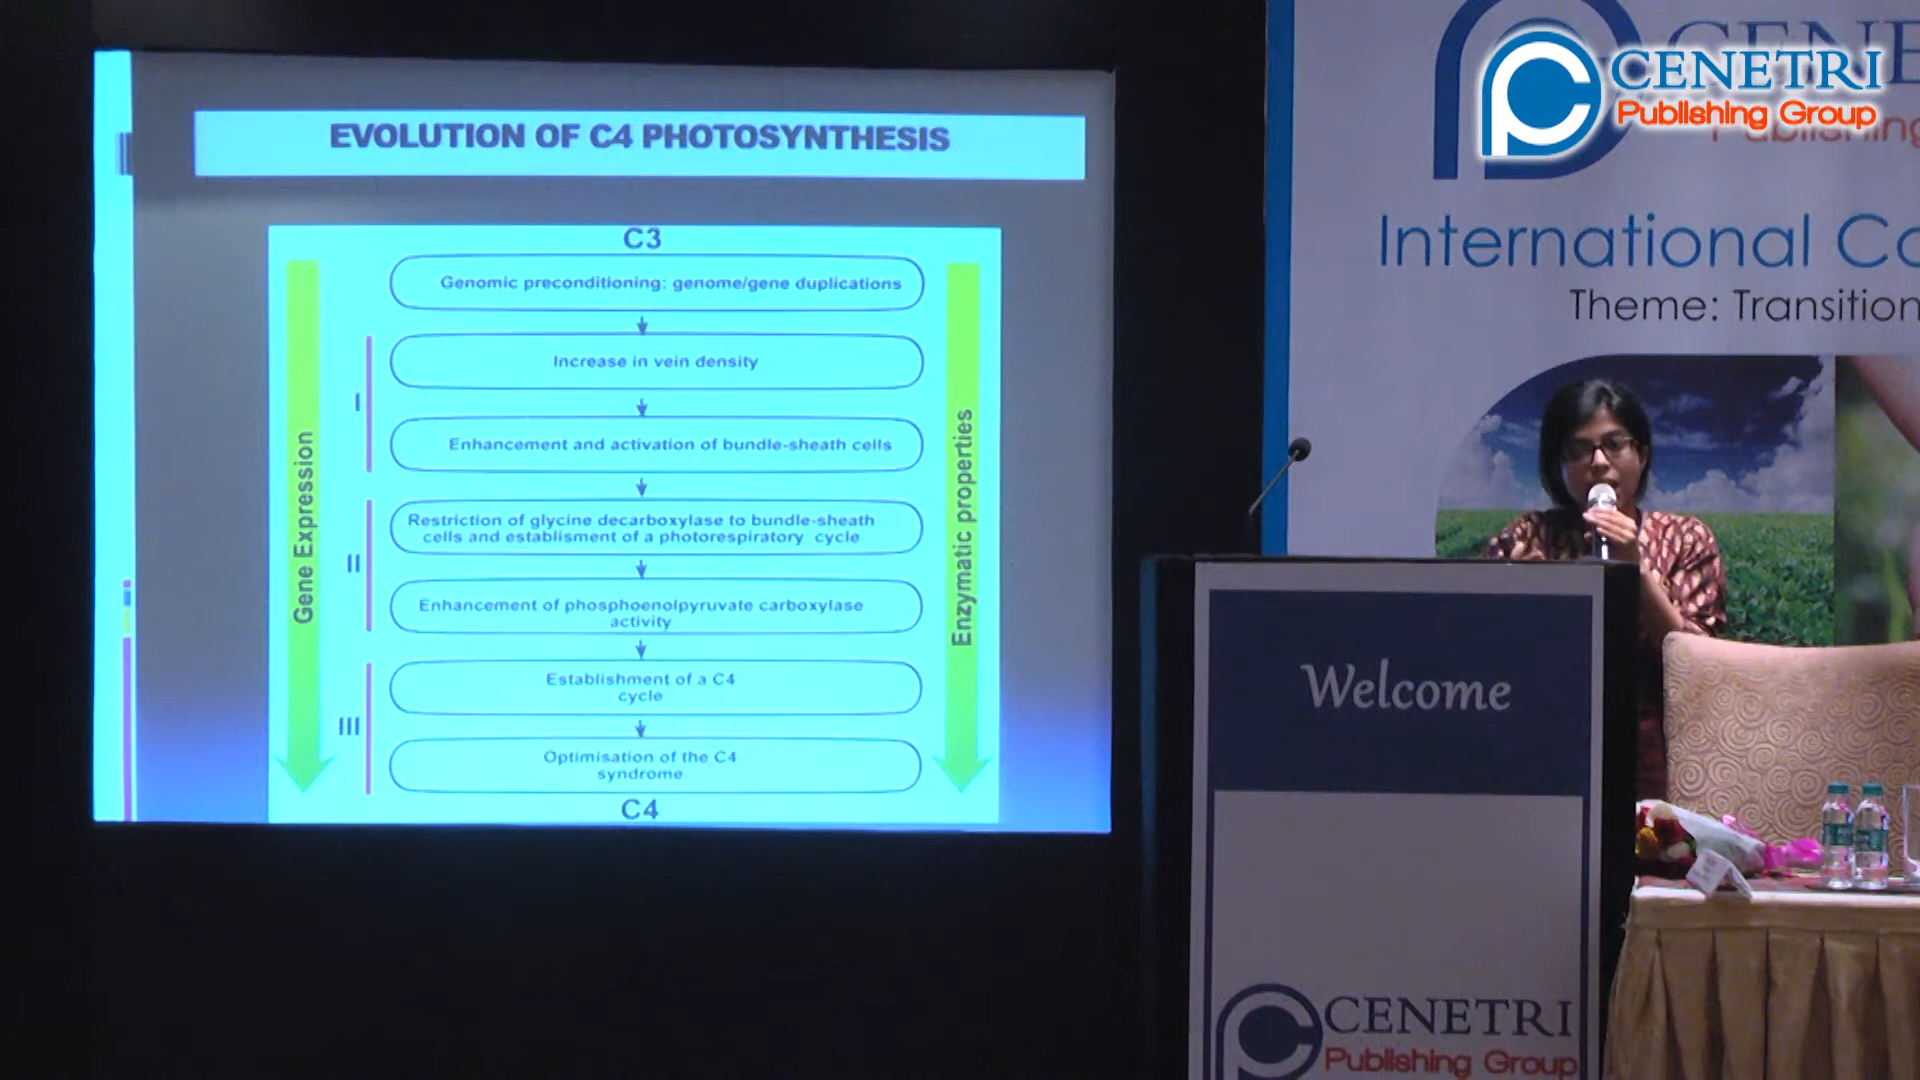 EVOLUTION OF C4 PHOTOSYNTHESIS
C3
Genomic preconditioning: genome/gene duplications
Increase in vein density
I
Enhancement and activation of bundle-sheath cells
Restriction of glycine decarboxylase to bundle-sheath
cells and establisment of a photorespiratory cycle
II
Enhancement of phosphoenolpyruvate carboxylase
activity
Establishment of a C4
cycle
III
Optimisation of the C4
syndrome
C4
Gene Expression
Enzymatic properties
CENETRI
Publishing Group
International
Theme: Transition
Welcome
CENETRI
Publishing Group